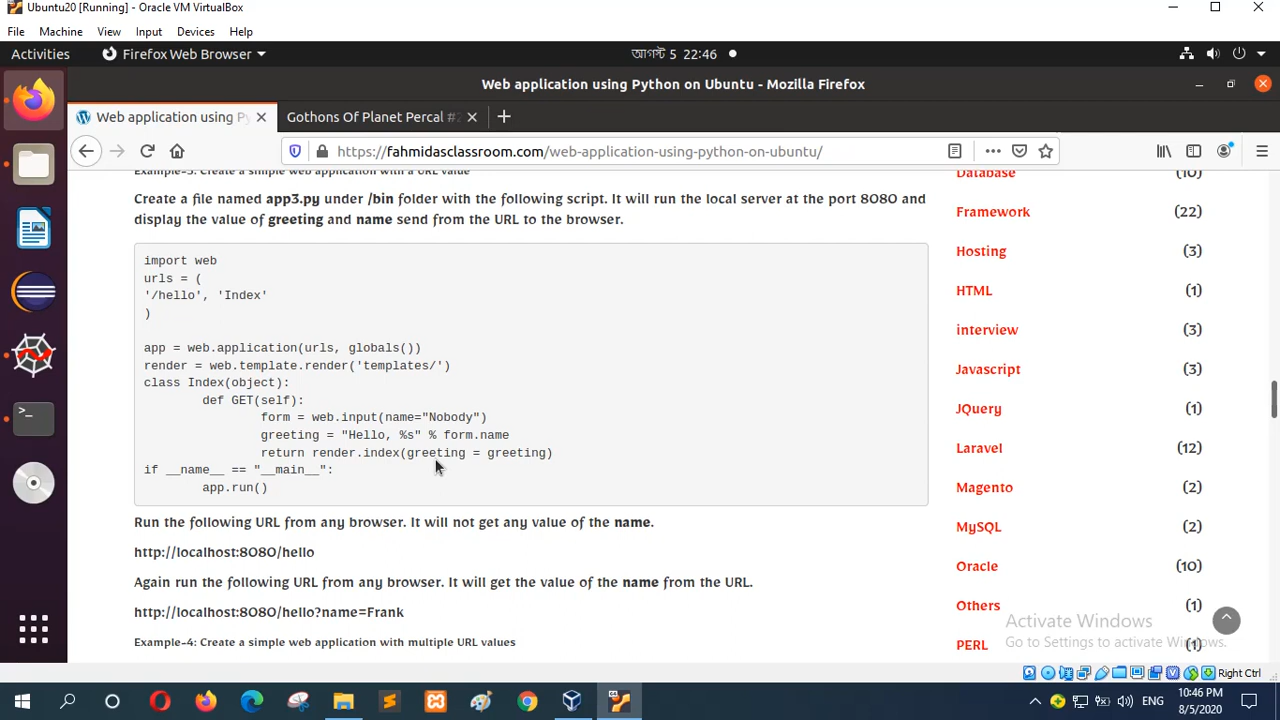 Ubuntu20 [Running] - Oracle VM VirtualBox
File Machine View Input Devices Help
Activities Firefox Web Browser আগস্ট 5 22:46
Web application using Python on Ubuntu - Mozilla Firefox
Web application using Py Gothons Of Planet Percal #2
https://fahmidasclassroom.com/web-application-using-python-on-ubuntu/
Example-3: Create a simple web application with a URL value
Create a file named app3.py under /bin folder with the following script. It will run the local server at the port 8080 and
display the value of greeting and name send from the URL to the browser.
import web
urls = (
'/hello', 'Index'
)
app = web.application(urls, globals())
render = web.template.render('templates/')
class Index(object):
def GET(self):
form = web.input(name="Nobody")
greeting = "Hello, %s" % form.name
return render.index(greeting = greeting)
if __name__ == "__main__":
app.run()
Run the following URL from any browser. It will not get any value of the name.
http://localhost:8080/hello
Again run the following URL from any browser. It will get the value of the name from the URL.
http://localhost:8080/hello?name=Frank
Example-4: Create a simple web application with multiple URL values
Database (10)
Framework (22)
Hosting (3)
HTML (1)
interview (3)
Javascript (3)
JQuery (1)
Laravel (12)
Magento (2)
MySQL (2)
Oracle (10)
Others (1)
PERL (1)
Activate Windows
Go to Settings to activate Windows.
Right Ctrl
ENG
10:46 PM
8/5/2020